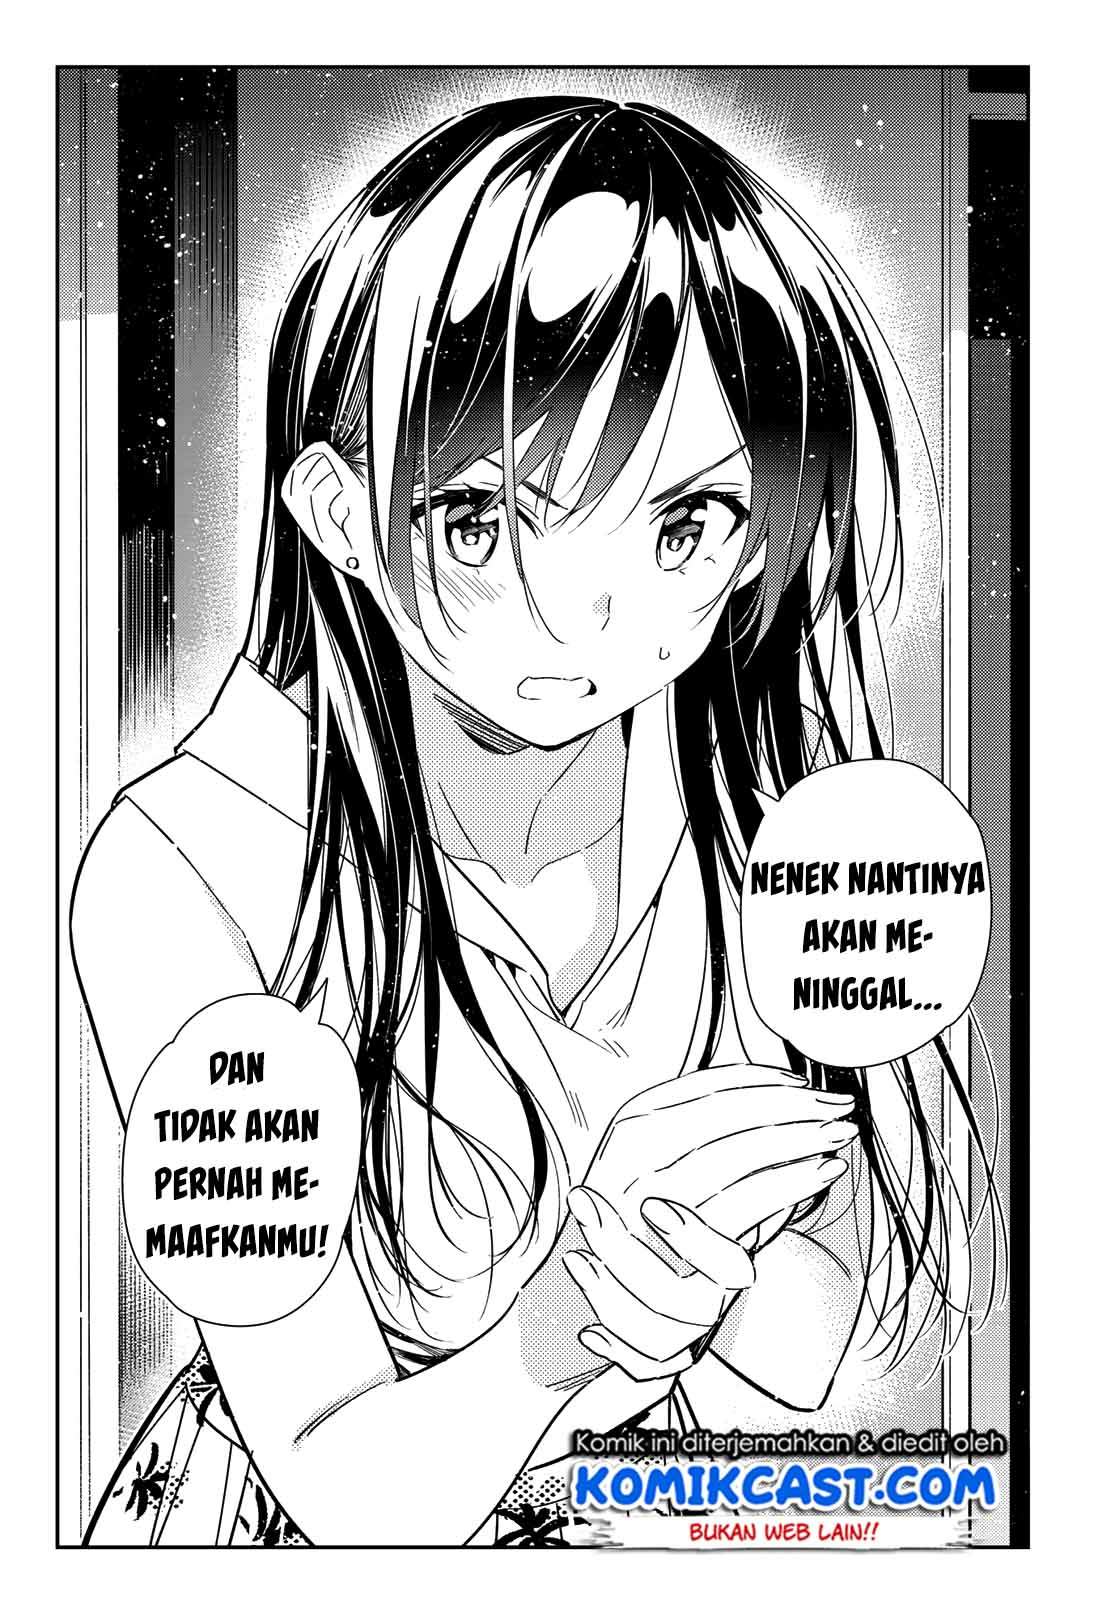 NENEK NANTINYA
AKAN ME-
NINGGAL...
DAN
TIDAK AKAN
PERNAH ME-
MAAFKANMU!
Komik ini diterjemahkan & diedit oleh
KOMIKCAST.COM
BUKAN WEB LAIN!!